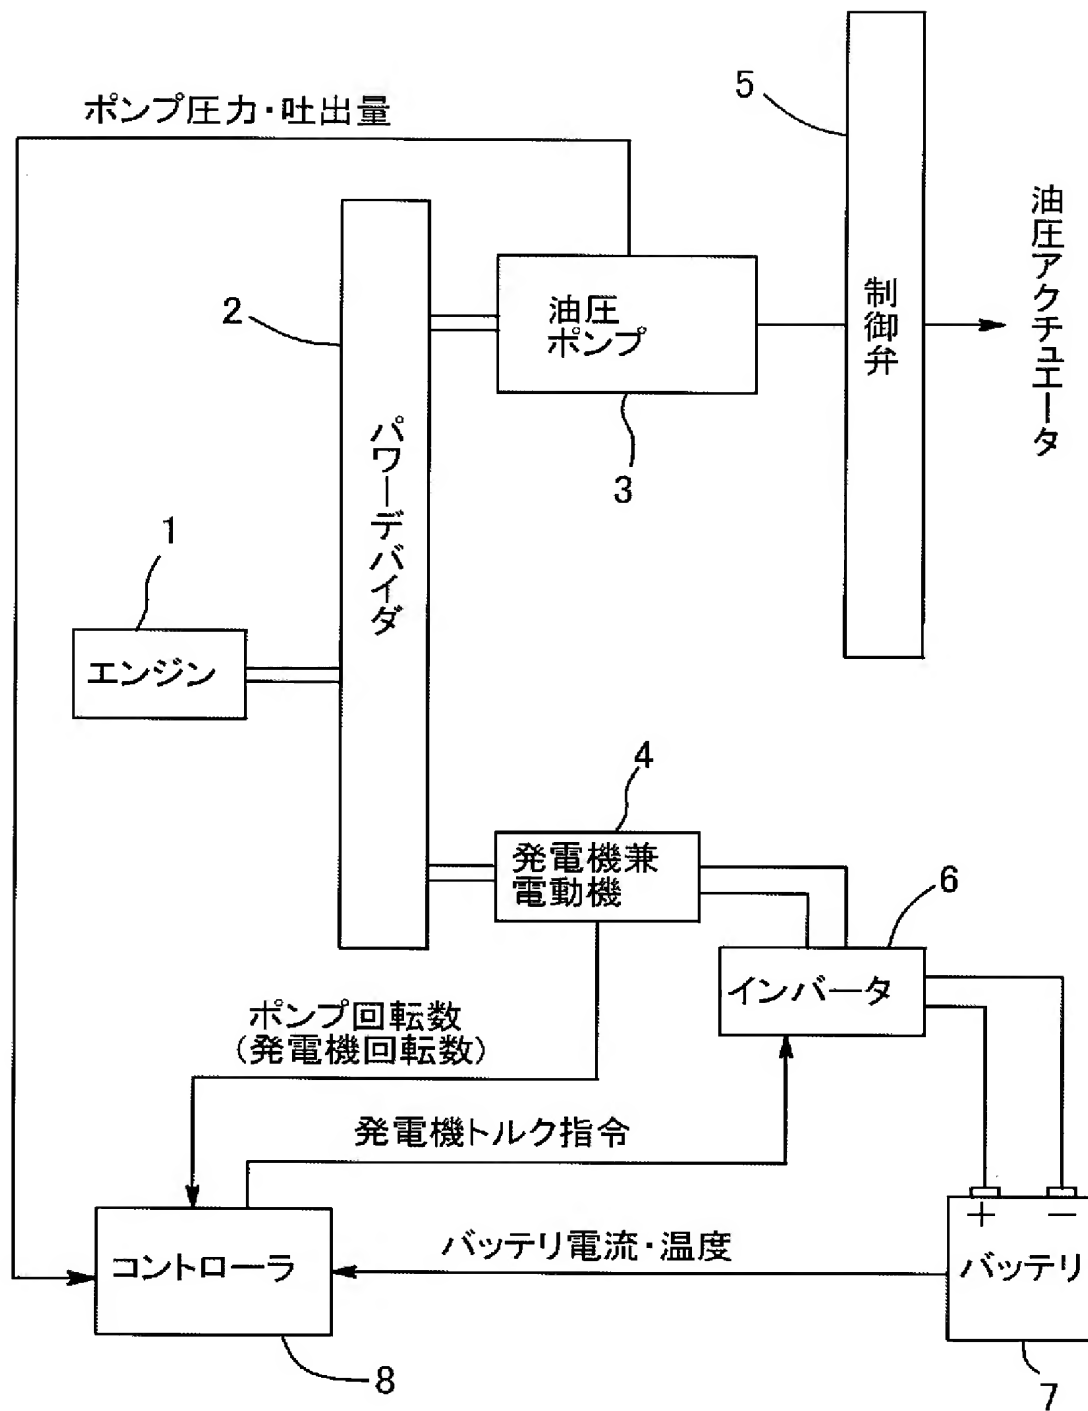 5
ポンプ圧力・吐出量
油圧アクチュエータ
2
油圧
ポンプ
制御弁
パワーデバイダ
3
1
エンジン
4
発電機兼
電動機
6
インバータ
ポンプ回転数
(発電機回転数)
発電機トルク指令
+ −
バッテリ電流・温度
コントローラ
バッテリ
8
7